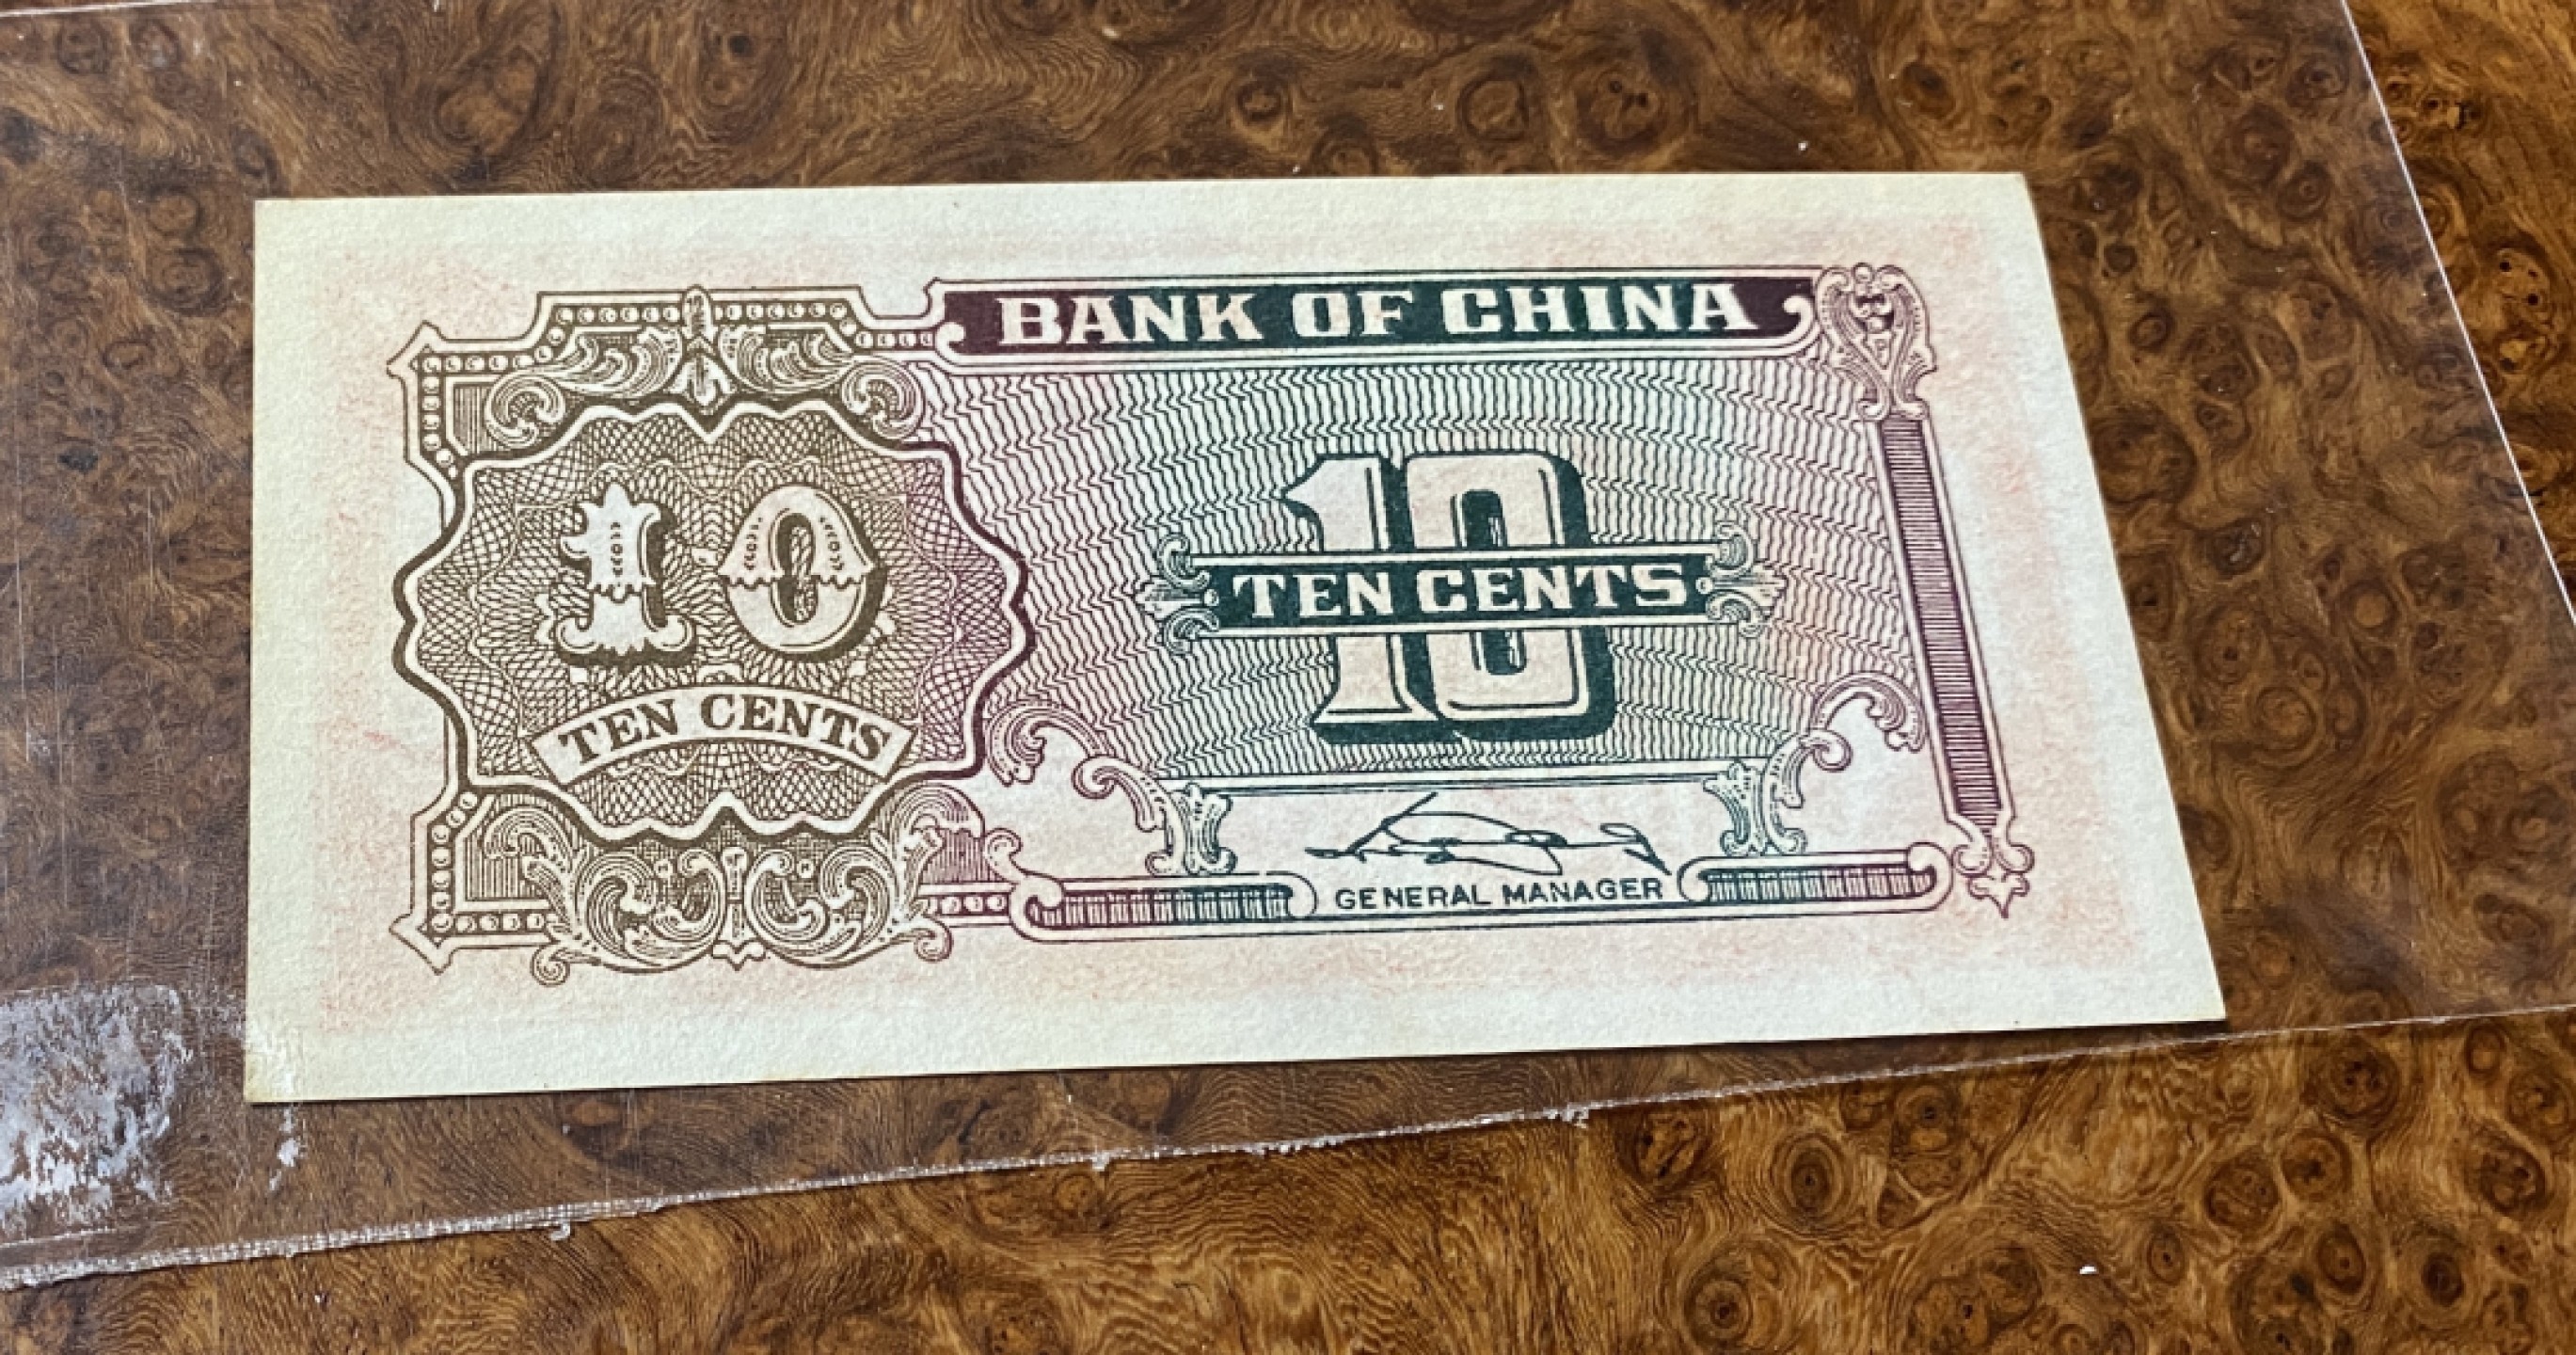 BANK OF CHINA
10
TEN CENTS
10
TEN CENTS
GENERAL MANAGER